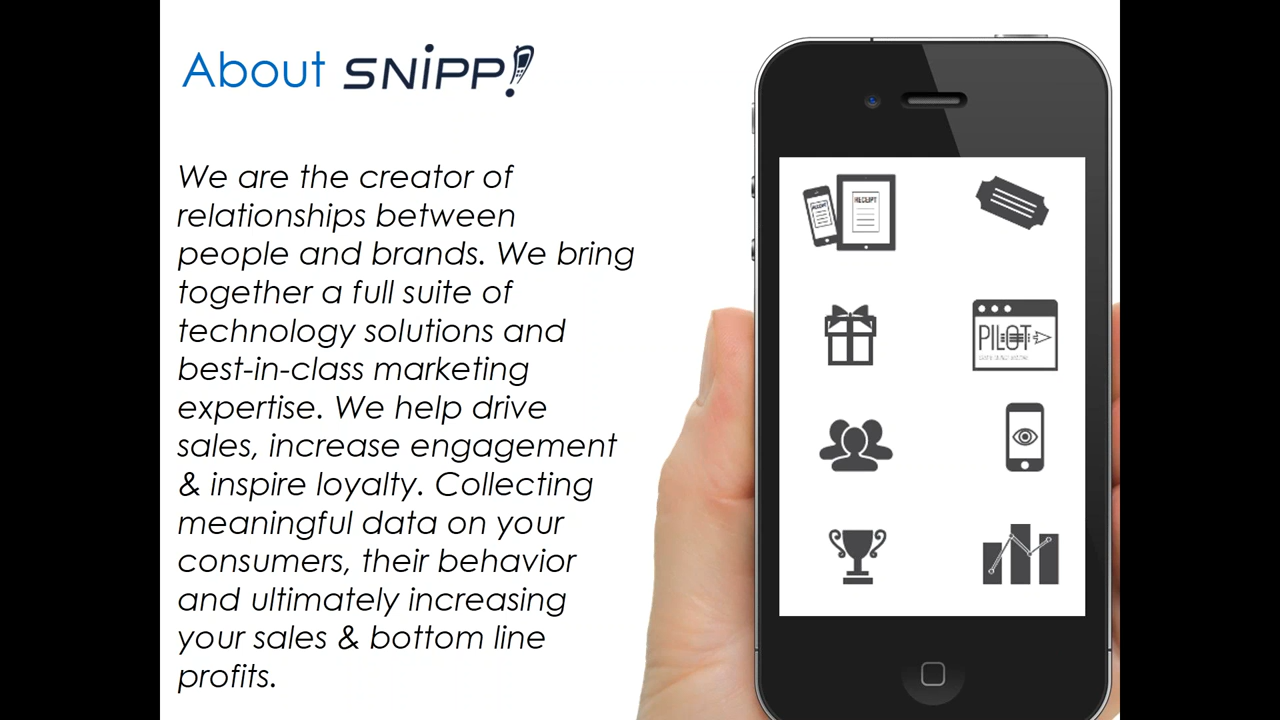 About SNIPP!
We are the creator of
relationships between
people and brands. We bring
together a full suite of
technology solutions and
best-in-class marketing
expertise. We help drive
sales, increase engagement
& inspire loyalty. Collecting
meaningful data on your
consumers, their behavior
and ultimately increasing
your sales & bottom line
profits.
RECEIPT
RECEIPT
PILOT